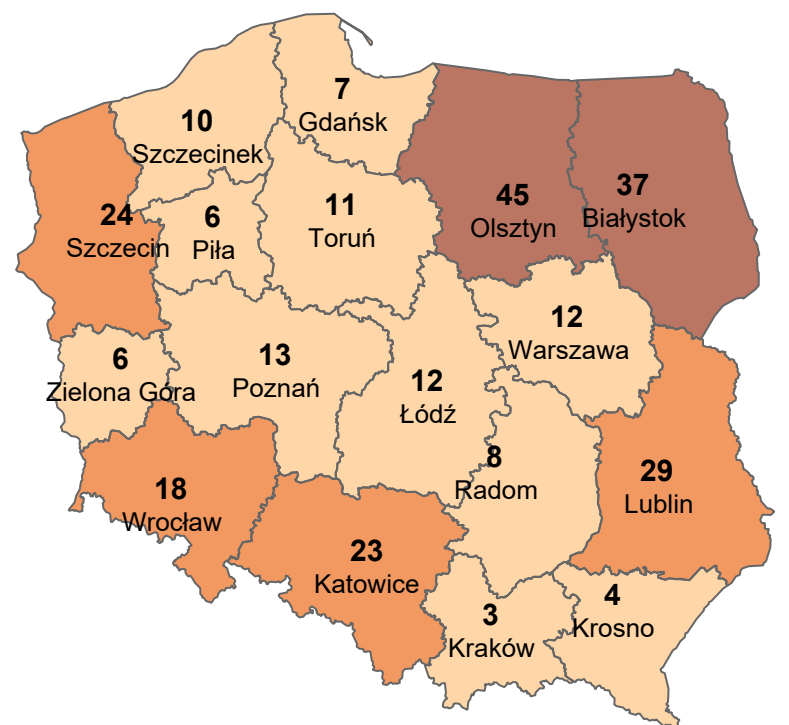 7
Gdańsk
10
Szczecinek
45
Olsztyn
37
Białystok
24
Szczecin
6
Piła
11
Toruń
12
Warszawa
6
Zielona Góra
13
Poznań
12
Łódź
8
Radom
29
Lublin
18
Wrocław
23
Katowice
3
Kraków
4
Krosno